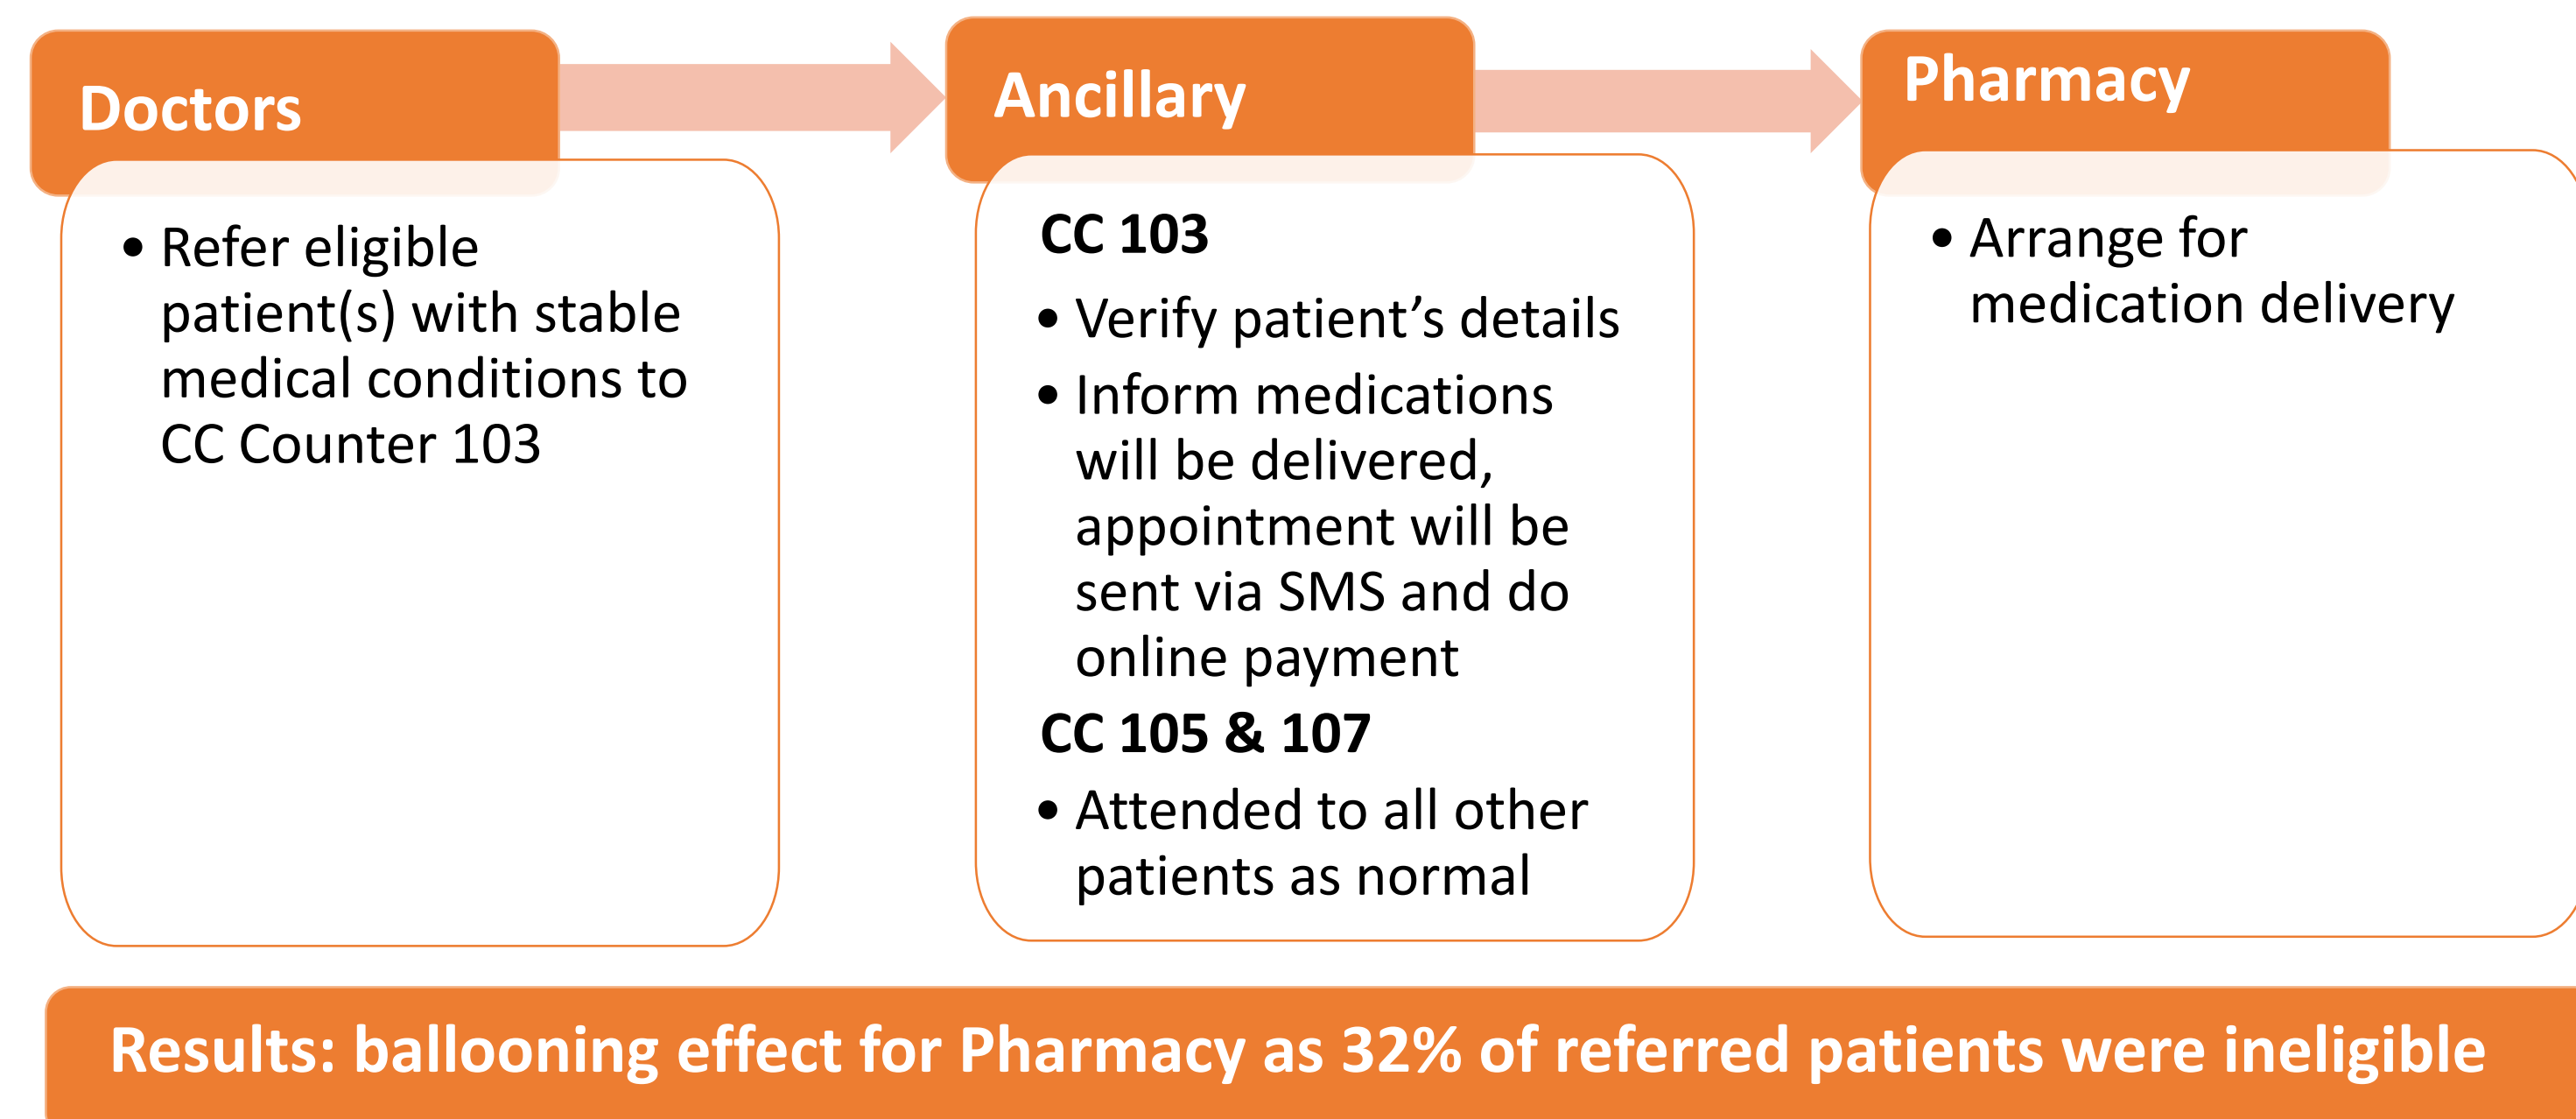 Doctors
• Refer eligible
patient(s) with stable
medical conditions to
CC Counter 103
Ancillary
CC 103
• Verify patient’s details
• Inform medications
will be delivered,
appointment will be
sent via SMS and do
online payment
CC 105 & 107
• Attended to all other
patients as normal
Pharmacy
• Arrange for
medication delivery
Results: ballooning effect for Pharmacy as 32% of referred patients were ineligible